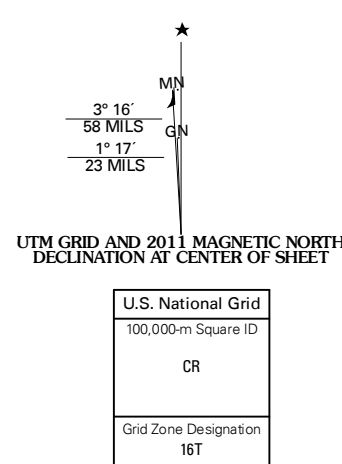 MN
3° 16´
58 MILS
GN
1° 17´
23 MILS
UTM GRID AND 2011 MAGNETIC NORTH
DECLINATION AT CENTER OF SHEET
U.S. National Grid
100,000-m Square ID
CR
Grid Zone Designation
16T